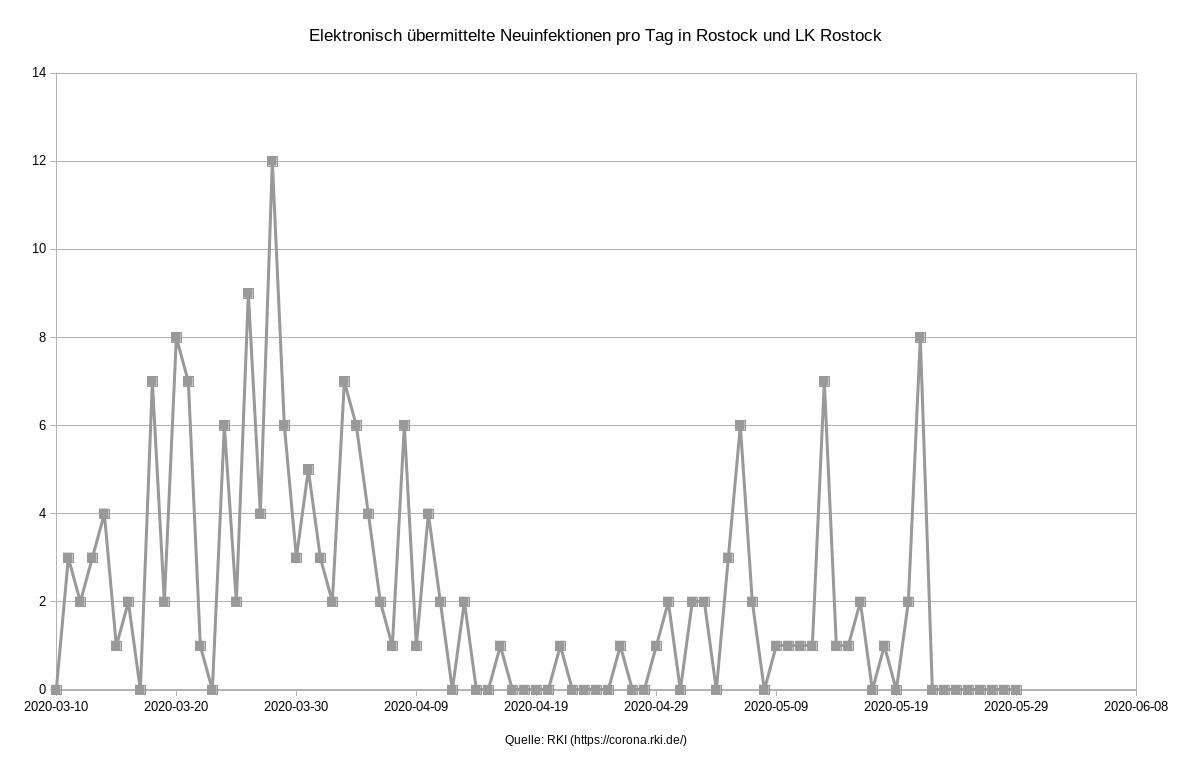 Elektronisch übermittelte Neuinfektionen pro Tag in Rostock und LK Rostock
14
12
10
8
6
4
2
0
2020-03-10 2020-03-20 2020-03-30 2020-04-09 2020-04-19 2020-04-29 2020-05-09 2020-05-19 2020-05-29 2020-06-08
Quelle: RKI (https://corona.rki.de/)